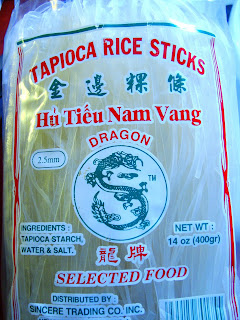 TAPIOCA RICE STICKS
金邊粿條
Hủ Tiếu Nam Vang
DRAGON
2.5mm
TM
INGREDIENTS :
TAPIOCA STARCH,
WATER & SALT.
NET WT :
14 oz (400gr)
龍牌
SELECTED FOOD
DISTRIBUTED BY :
SINCERE TRADING CO. INC.